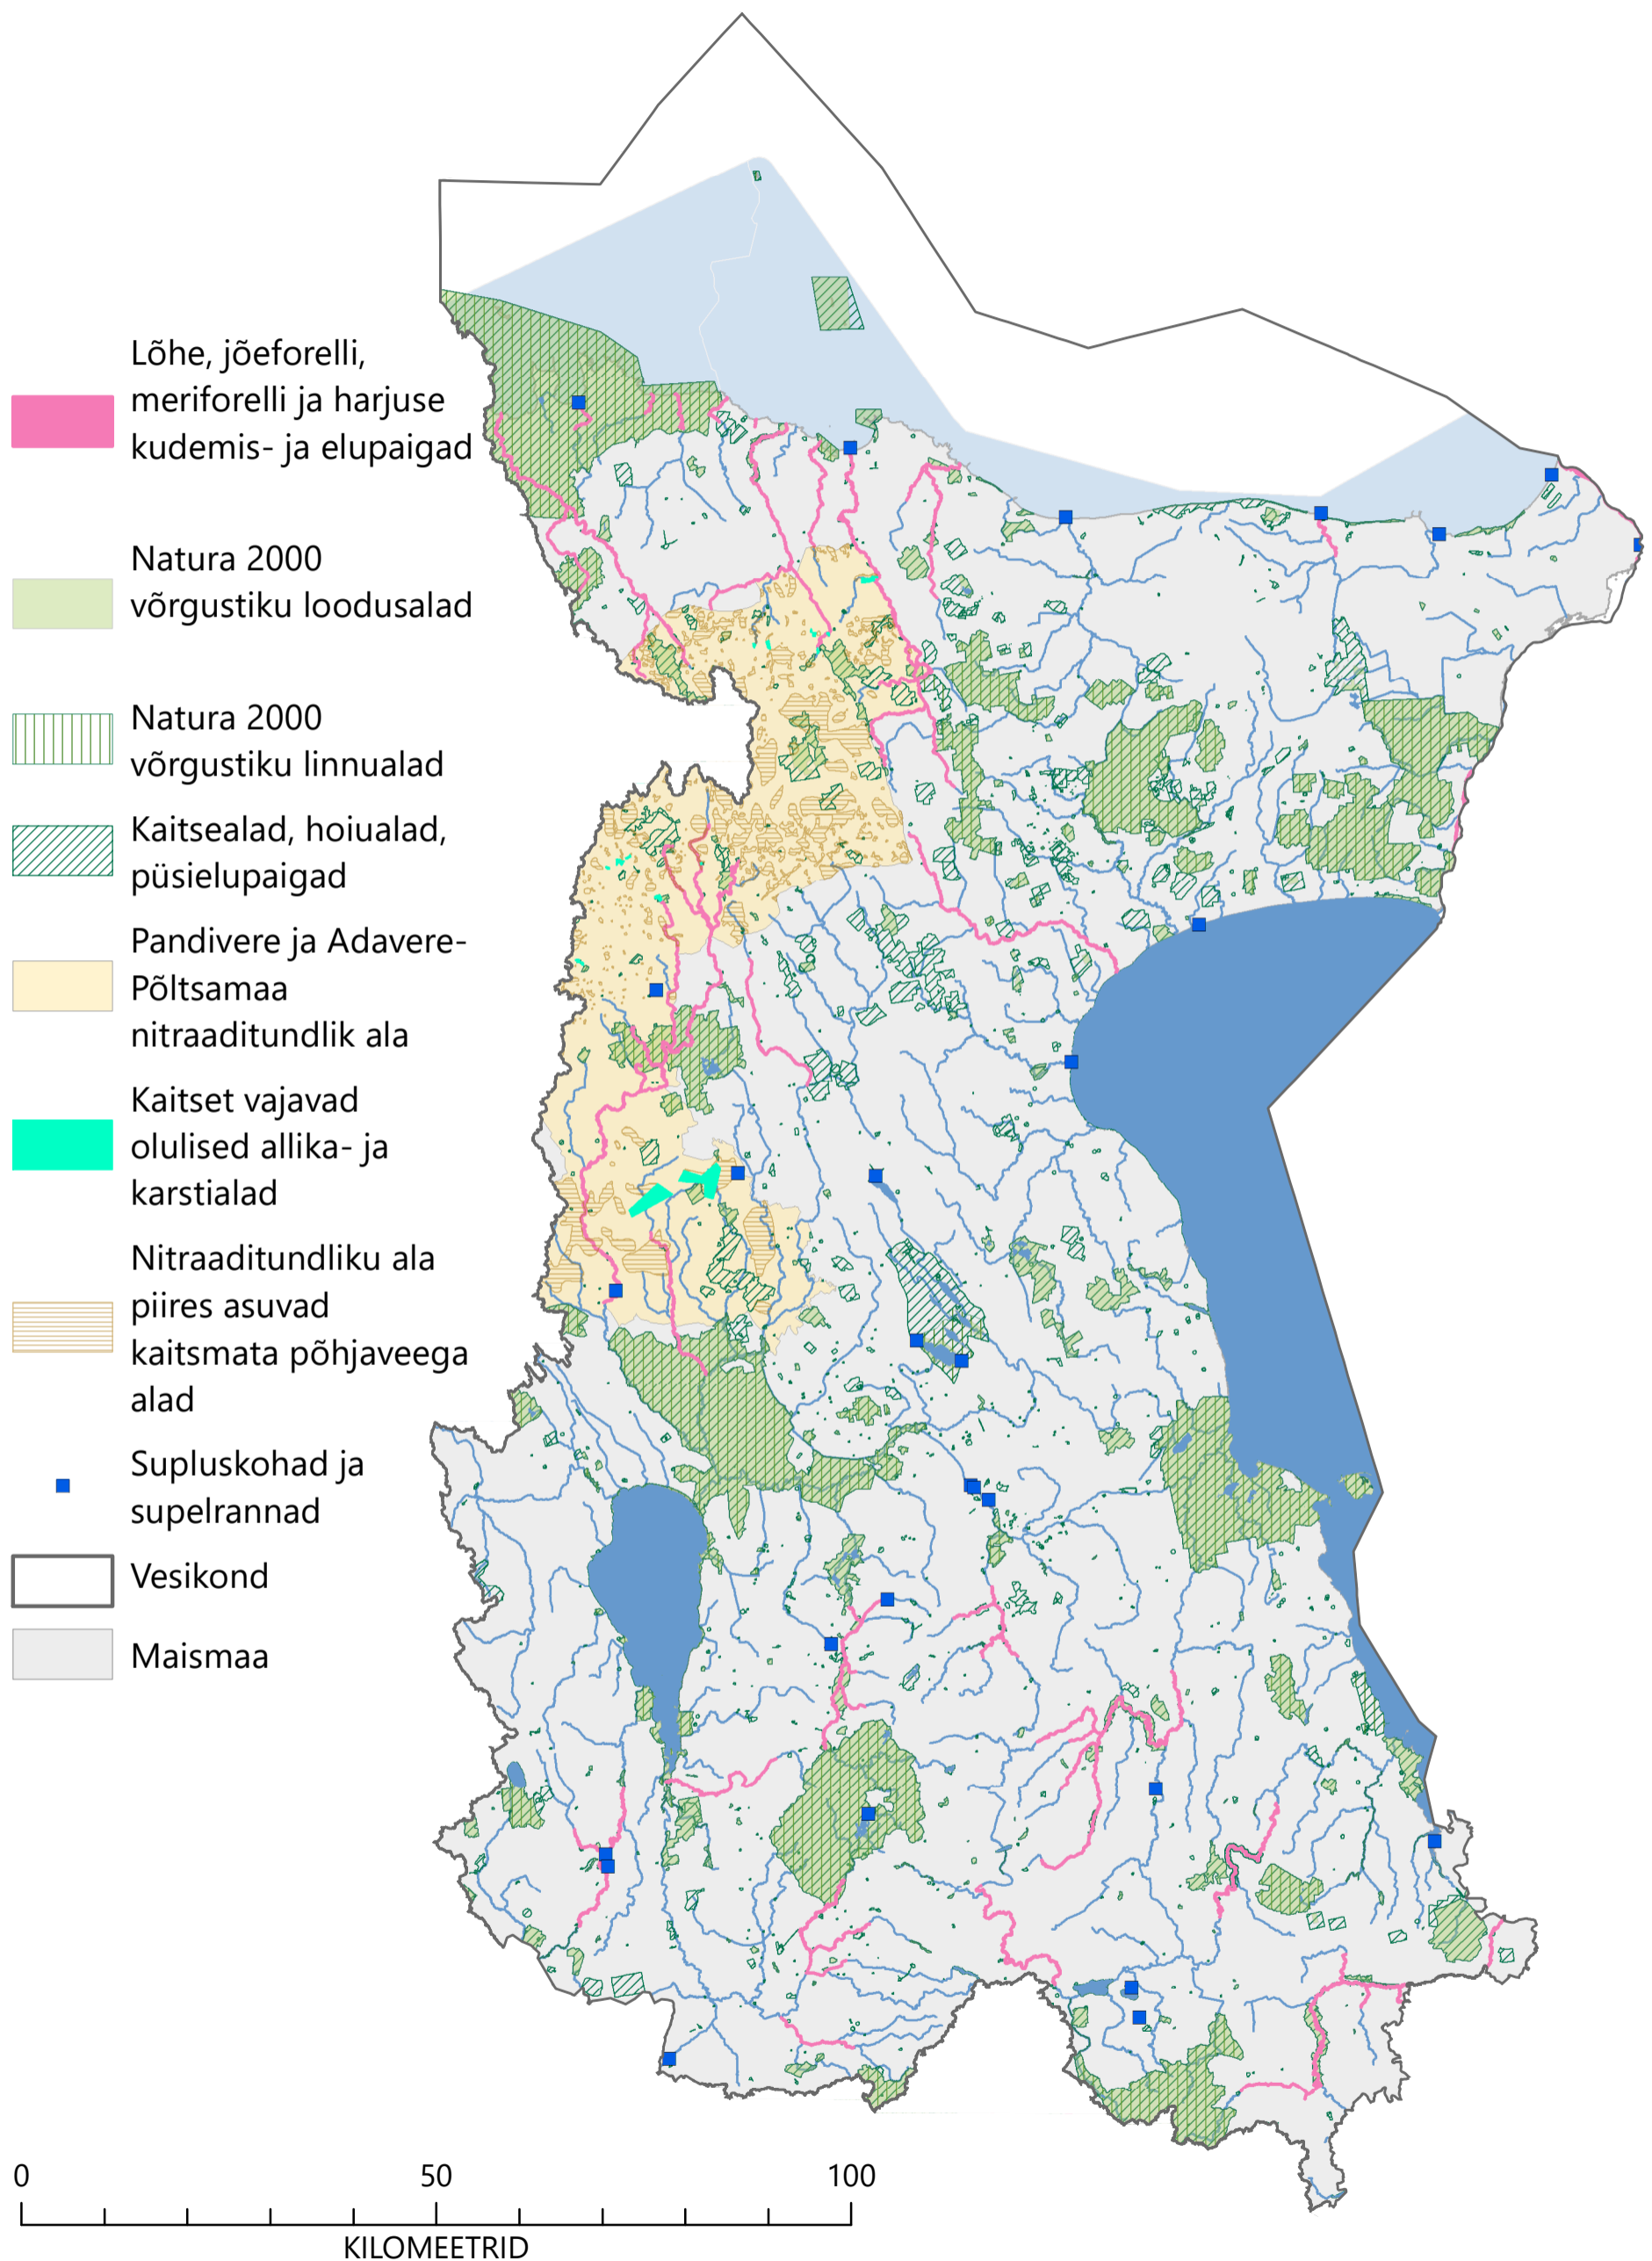 Lõhe, jõeforelli,
meriforelli ja harjuse
kudemis- ja elupaigad
Natura 2000
võrgustiku loodusalad
Natura 2000
võrgustiku linnualad
Kaitsealad, hoiualad,
püsielupaigad
Pandivere ja Adavere-
Põltsamaa
nitraaditundlik ala
Kaitset vajavad
olulised allika- ja
karstialad
Nitraaditundliku ala
piires asuvad
kaitsmata põhjaveega
alad
Supluskohad ja
supelrannad
Vesikond
Maismaa
0 50 100
KILOMEETRID